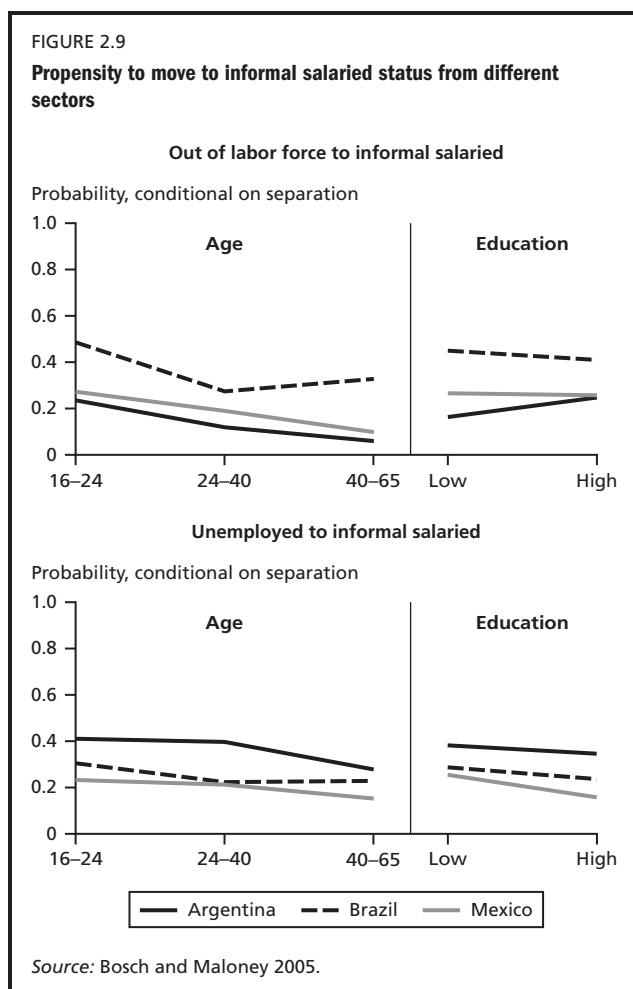 FIGURE 2.9
Propensity to move to informal salaried status from different
sectors
Out of labor force to informal salaried
Probability, conditional on separation
1.0
Age
Education
0.8
0.6
0.4
0.2
0
16–24
24–40
40–65
Low
High
Unemployed to informal salaried
Probability, conditional on separation
1.0
Age
Education
0.8
0.6
0.4
0.2
0
16–24
24–40
40–65
Low
High
Argentina
Brazil
Mexico
Source: Bosch and Maloney 2005.